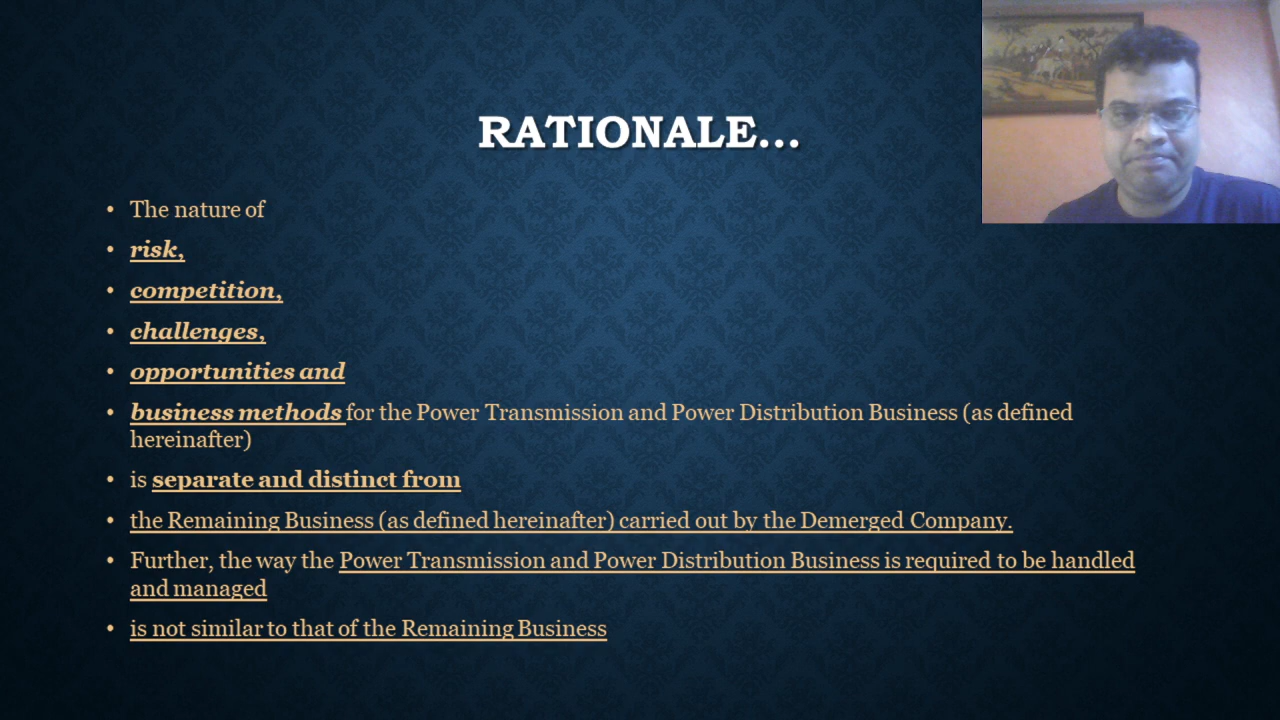 RATIONALE...
• The nature of
• risk,
• competition,
• challenges,
• opportunities and
• business methods for the Power Transmission and Power Distribution Business (as defined
hereinafter)
• is separate and distinct from
• the Remaining Business (as defined hereinafter) carried out by the Demerged Company.
• Further, the way the Power Transmission and Power Distribution Business is required to be handled
and managed
• is not similar to that of the Remaining Business